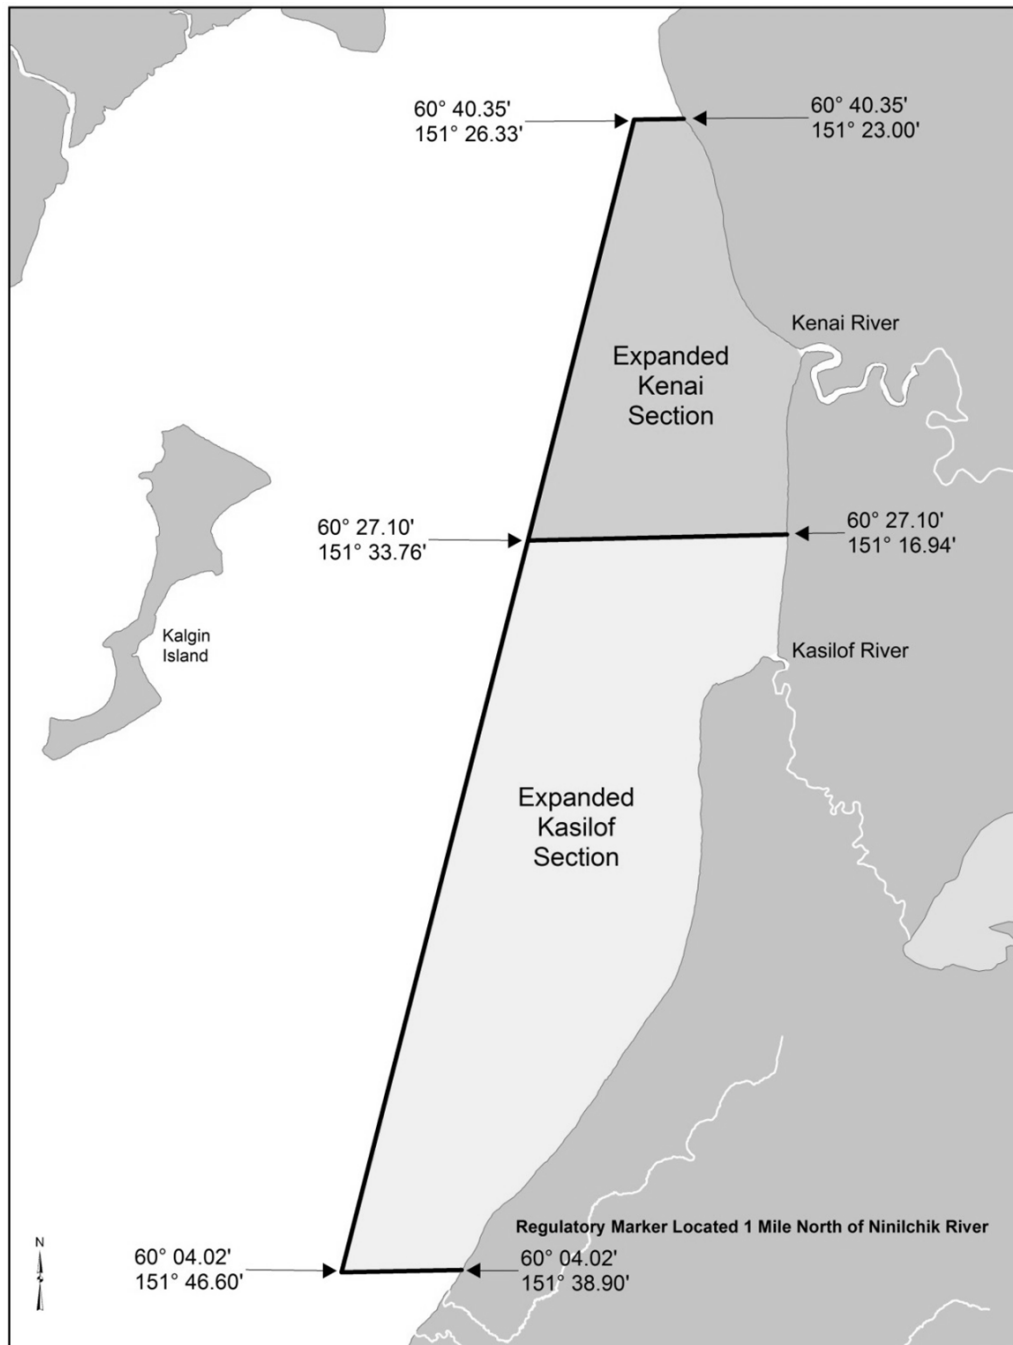 60° 40.35'
151° 26.33'
60° 40.35'
151° 23.00'
Kenai River
Expanded
Kenai
Section
60° 27.10'
151° 33.76'
60° 27.10'
151° 16.94'
Kalgin
Island
Kasilof River
Expanded
Kasilof
Section
Regulatory Marker Located 1 Mile North of Ninilchik River
N
60° 04.02'
151° 46.60'
60° 04.02'
151° 38.90'